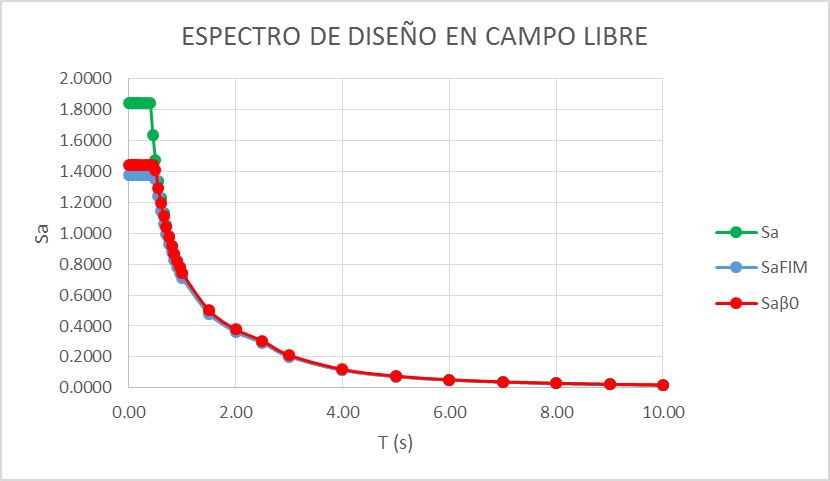 ESPECTRO DE DISEÑO EN CAMPO LIBRE
2.0000
1.8000
1.6000
1.4000
1.2000
1.0000
0.8000
0.6000
0.4000
0.2000
0.0000
Sa
0.00 2.00 4.00 6.00 8.00 10.00
T (s)
Sa
SaFIM
Saβ0